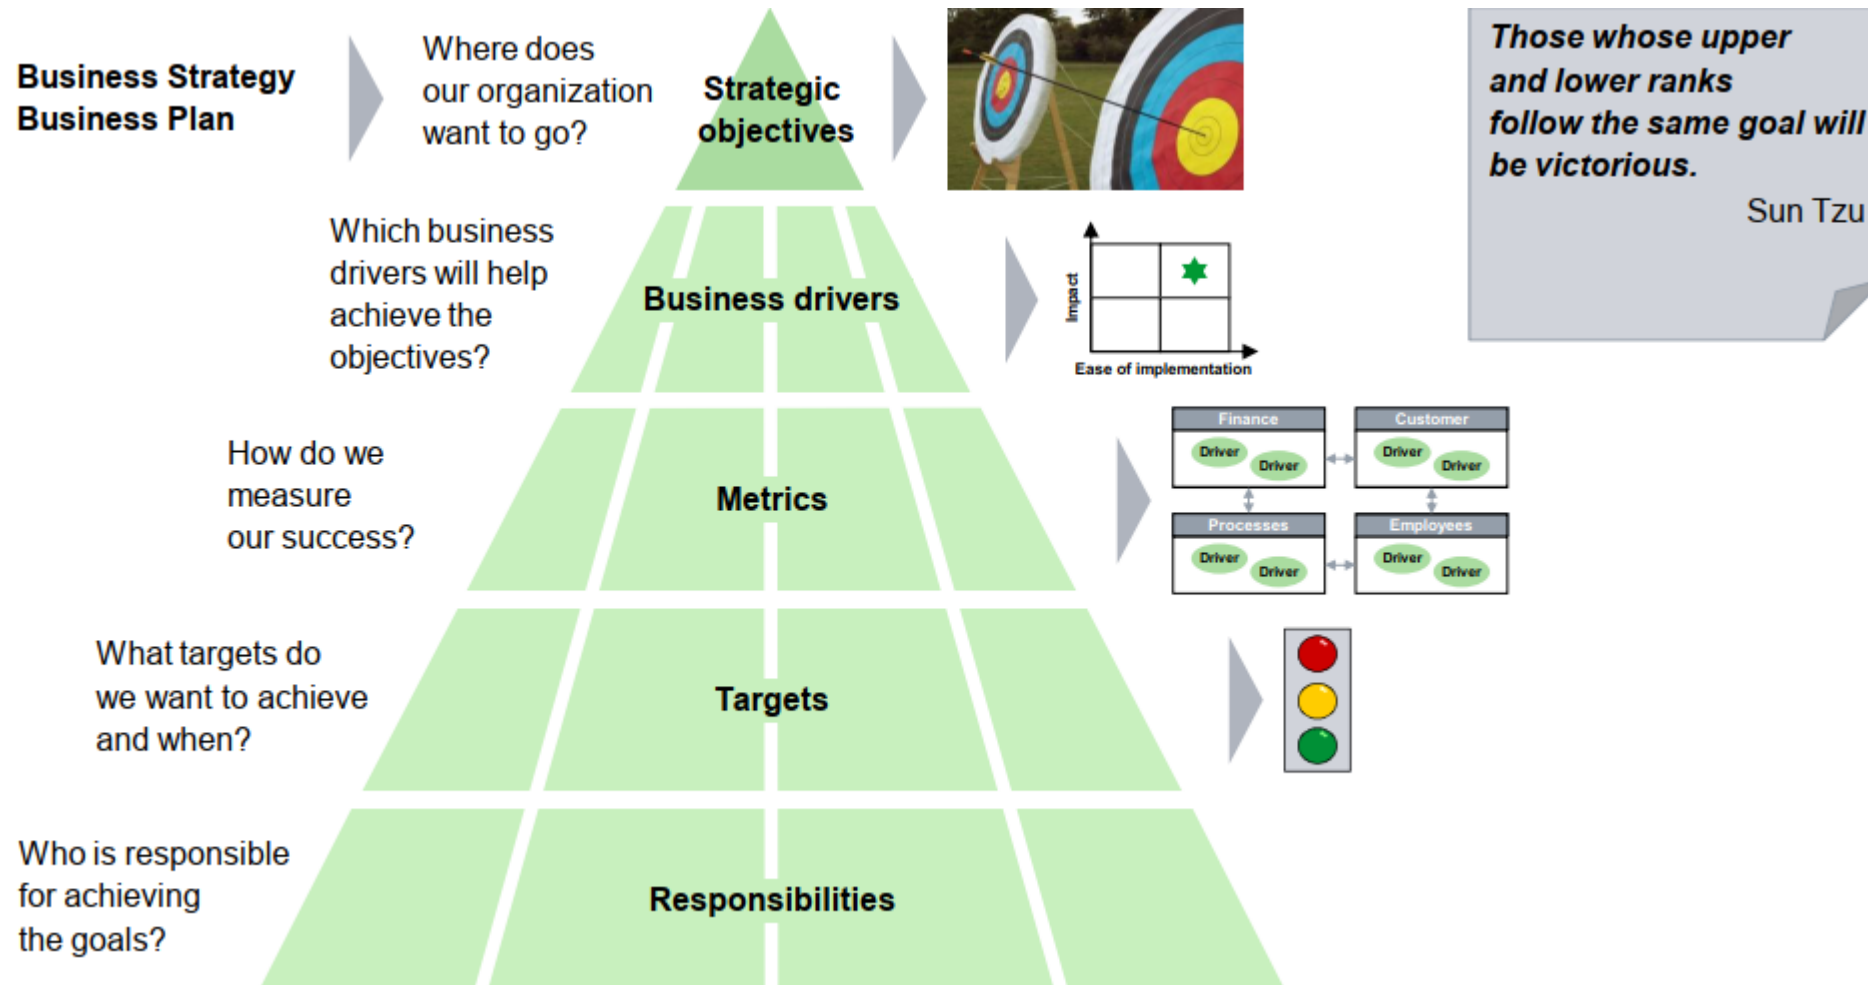 Business Strategy
Business Plan
Where does
our organization
want to go?
Strategic
objectives
Those whose upper
and lower ranks
follow the same goal will
be victorious.
Sun Tzu
Which business
drivers will help
achieve the
objectives?
Business drivers
Impact
Ease of implementation
How do we
measure
our success?
Metrics
Finance
Driver
Driver
Customer
Driver
Driver
Processes
Driver
Driver
Employees
Driver
Driver
What targets do
we want to achieve
and when?
Targets
Who is responsible
for achieving
the goals?
Responsibilities